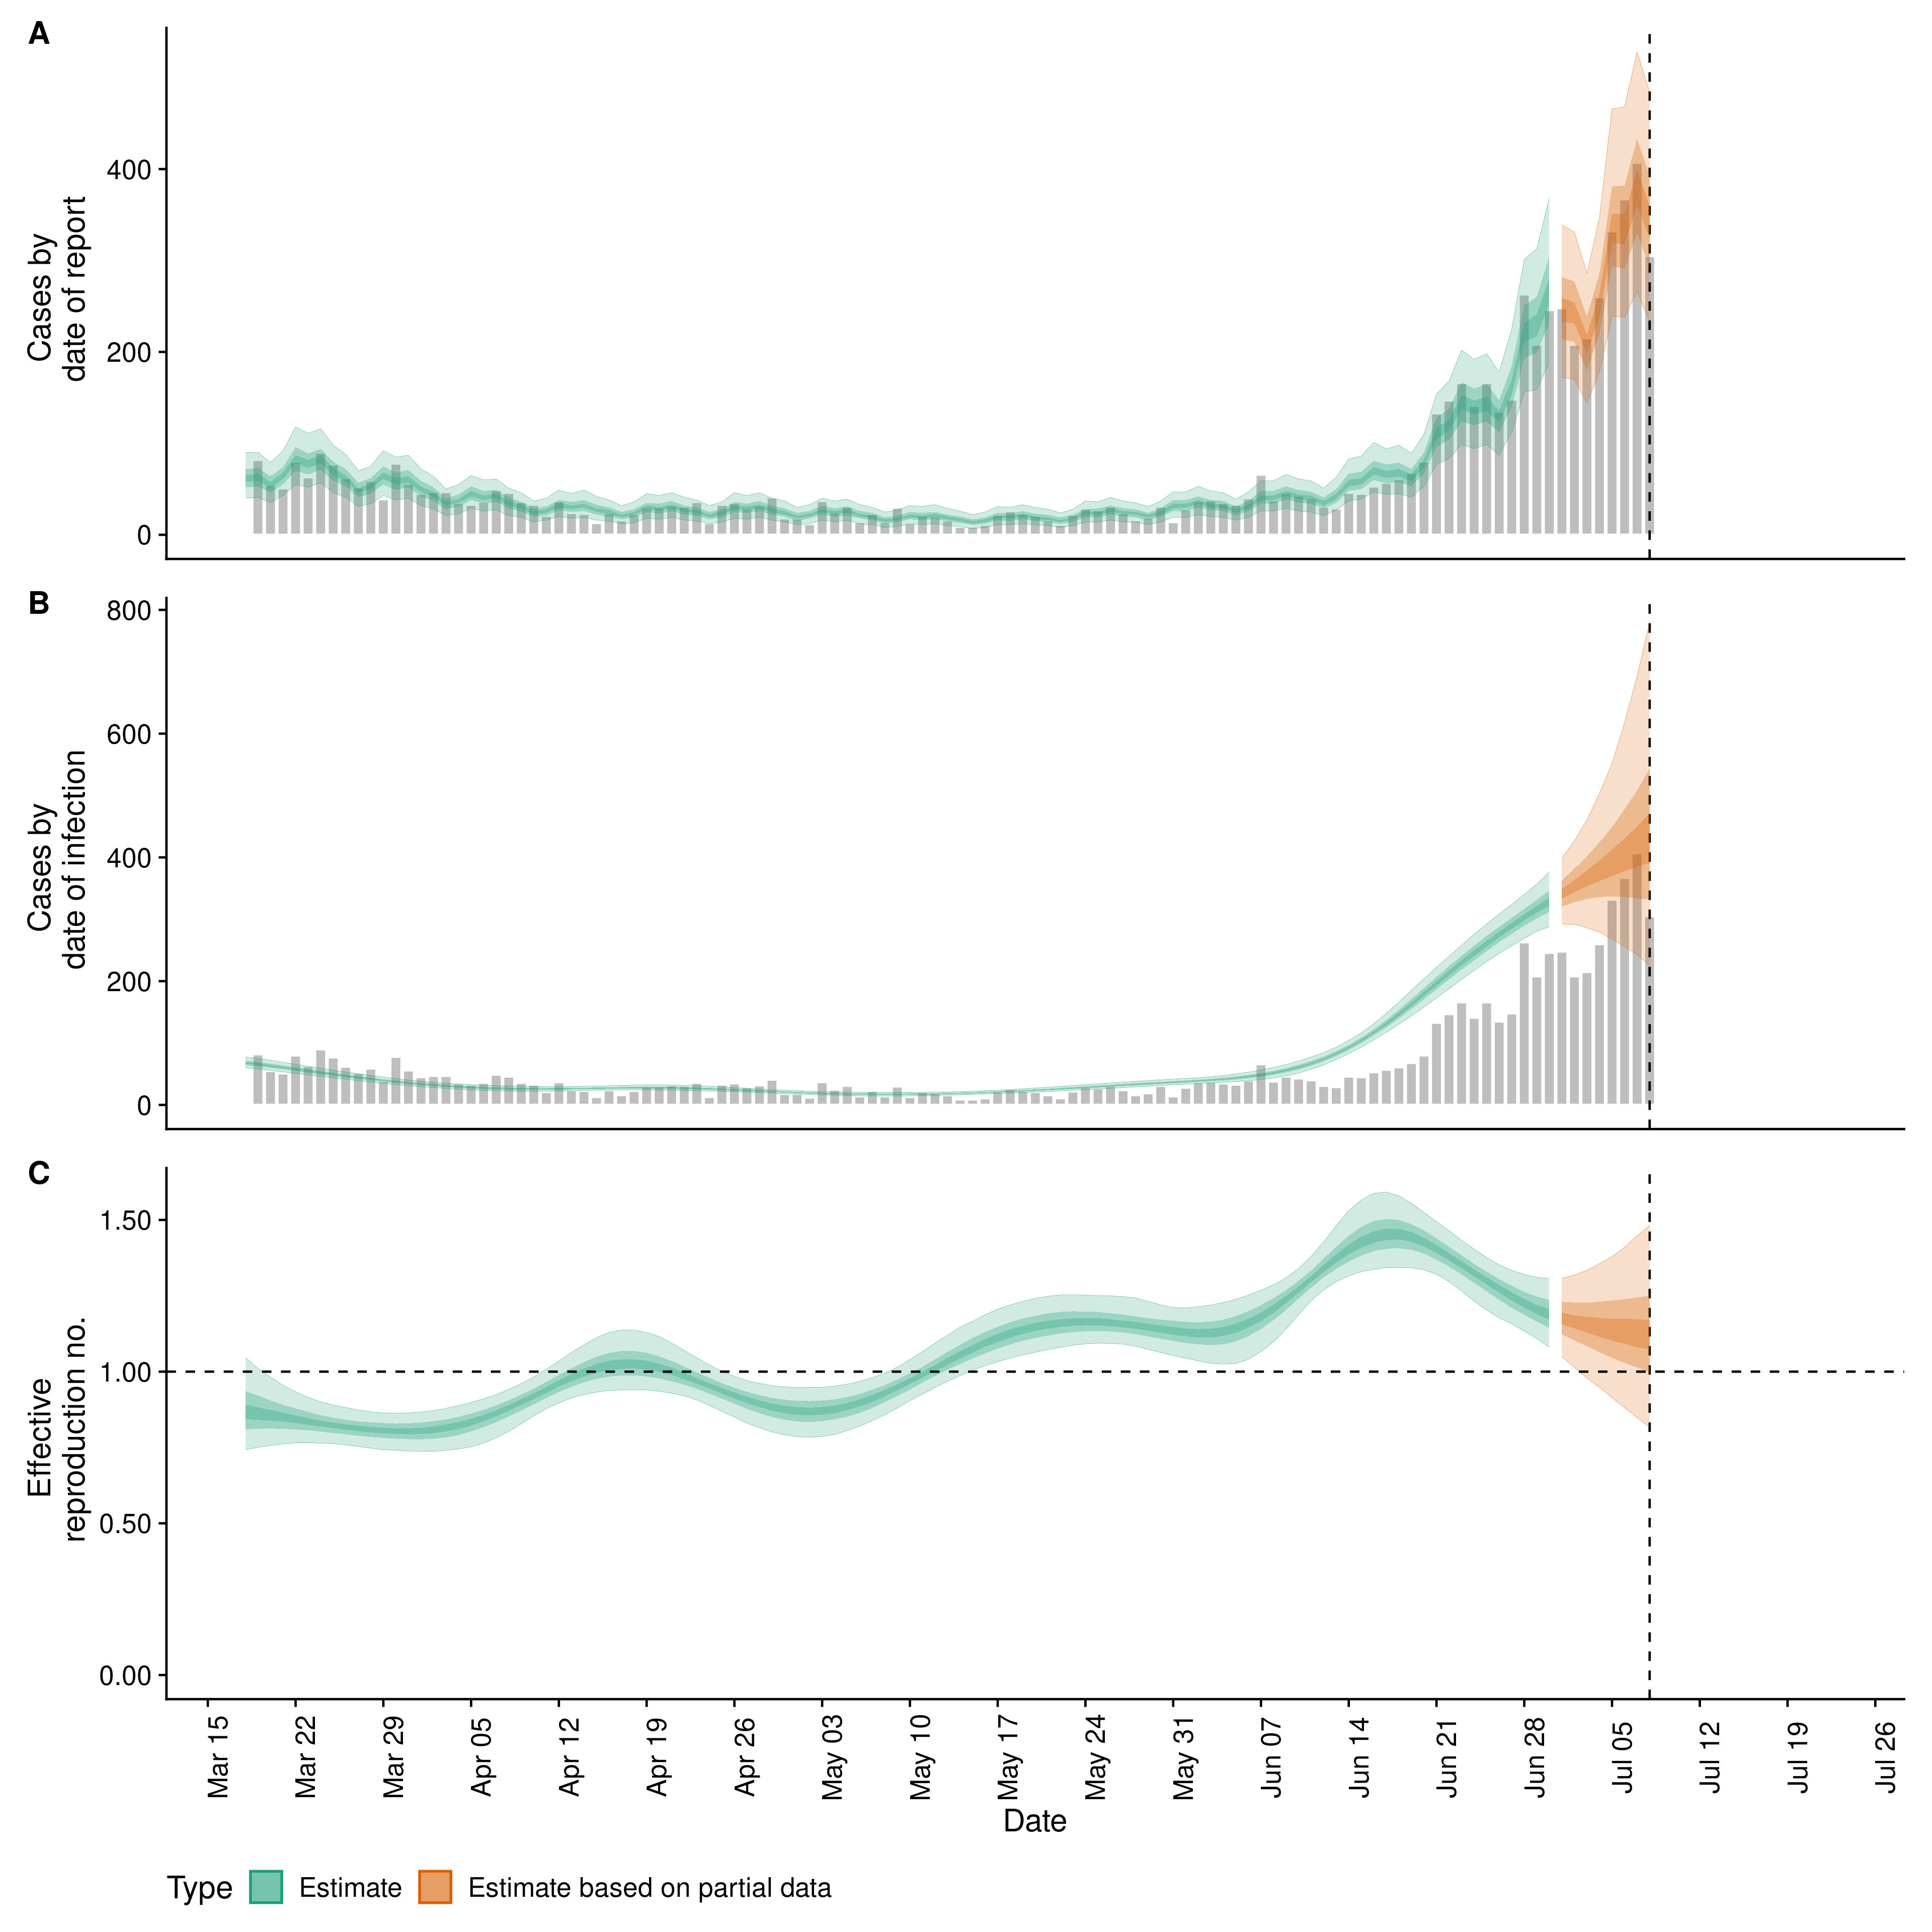 A
Cases by
date of report
400
200
0
B
Cases by
date of infection
800
600
400
200
0
C
Effective
reproduction no.
1.50
1.00
0.50
0.00
Mar 15
Mar 22
Mar 29
Apr 05
Apr 12
Apr 19
Apr 26
May 03
May 10
May 17
May 24
May 31
Jun 07
Jun 14
Jun 21
Jun 28
Jul 05
Jul 12
Jul 19
Jul 26
Date
Type Estimate Estimate based on partial data